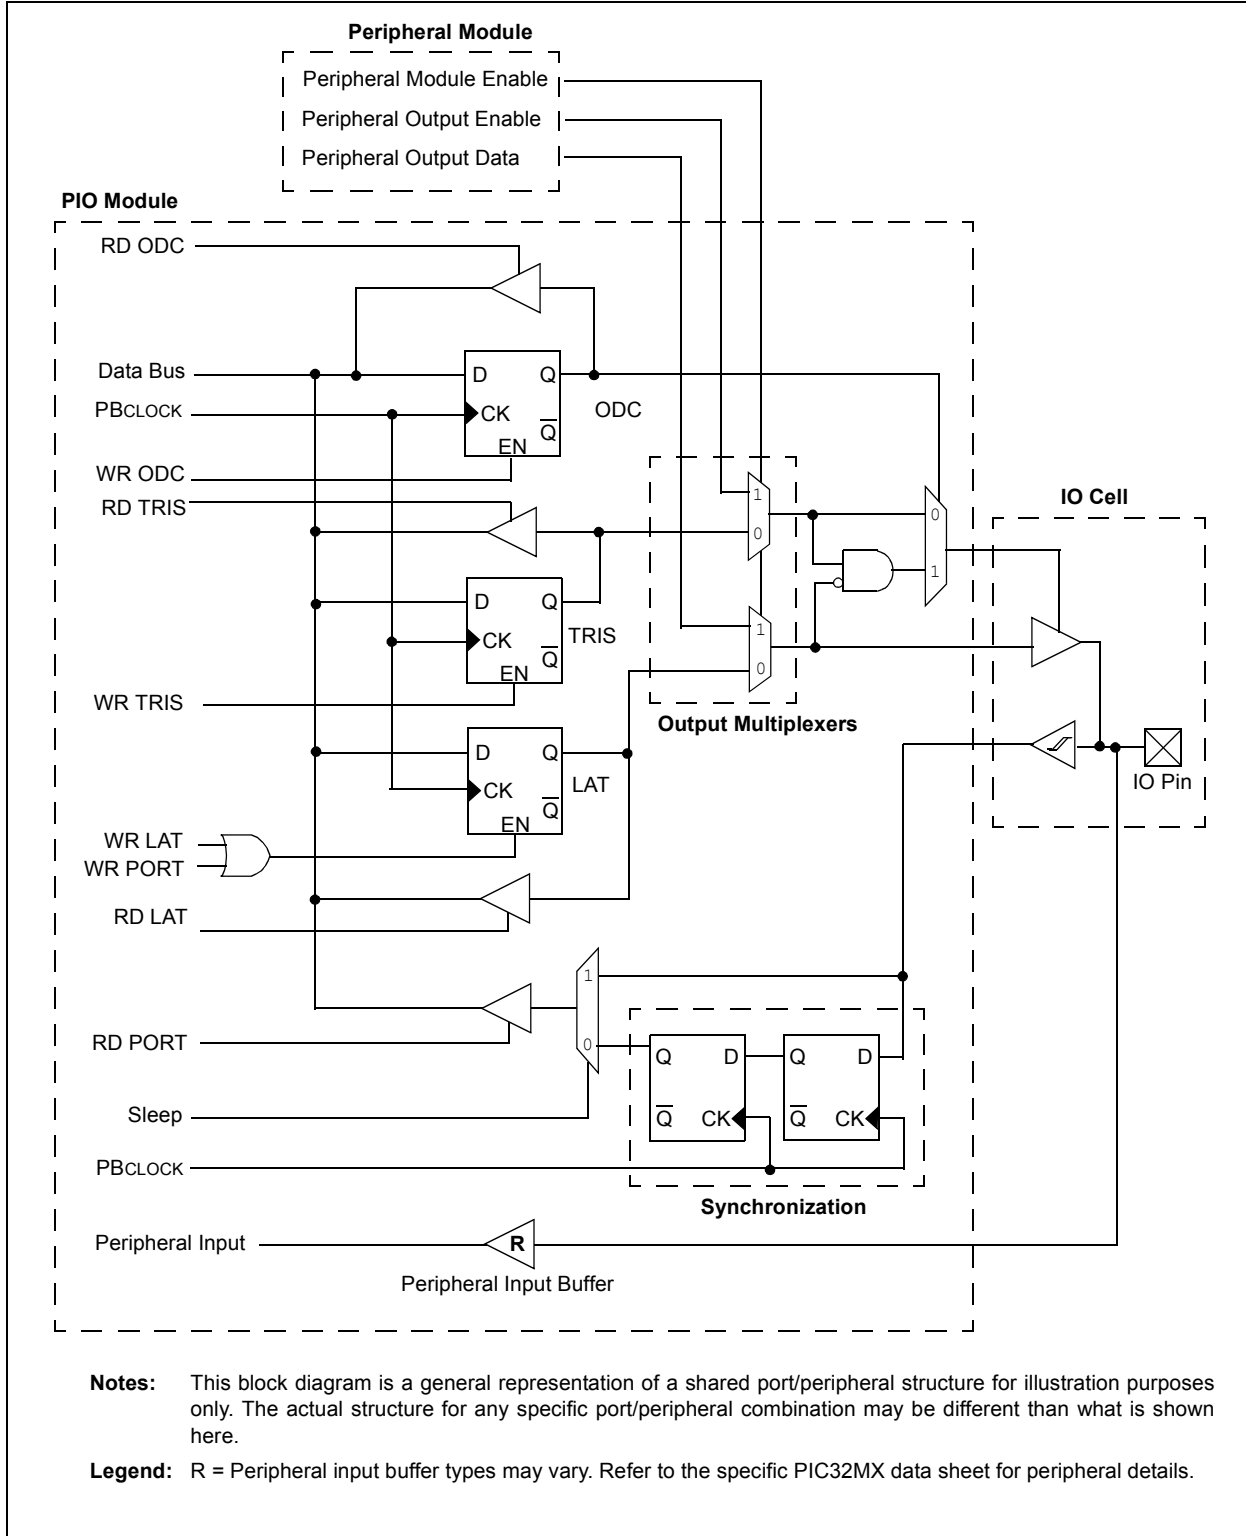 Peripheral Module
Peripheral Module Enable
Peripheral Output Enable
Peripheral Output Data
PIO Module
RD ODC
Data Bus
D
Q
PBCLOCK
CK
Q
ODC
EN
WR ODC
RD TRIS
1
0
0
1
IO Cell
D
Q
CK
Q
TRIS
EN
1
0
WR TRIS
Output Multiplexers
D
Q
CK
Q
LAT
EN
IO Pin
WR LAT
WR PORT
RD LAT
1
0
RD PORT
Q
D
Q
D
Q
CK
Q
CK
Sleep
PBCLOCK
Synchronization
Peripheral Input
R
Peripheral Input Buffer
Notes: This block diagram is a general representation of a shared port/peripheral structure for illustration purposes
only. The actual structure for any specific port/peripheral combination may be different than what is shown
here.
Legend: R = Peripheral input buffer types may vary. Refer to the specific PIC32MX data sheet for peripheral details.